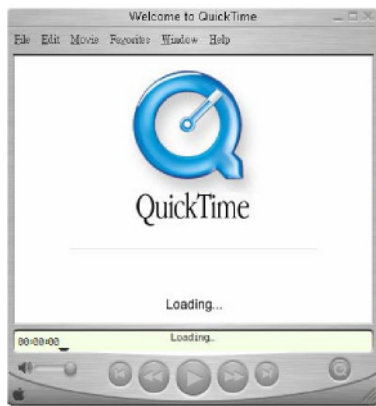 Welcome to QuickTime
File Edit Movie Favorites Window Help
QuickTime
Loading...
00:00:00 Loading..